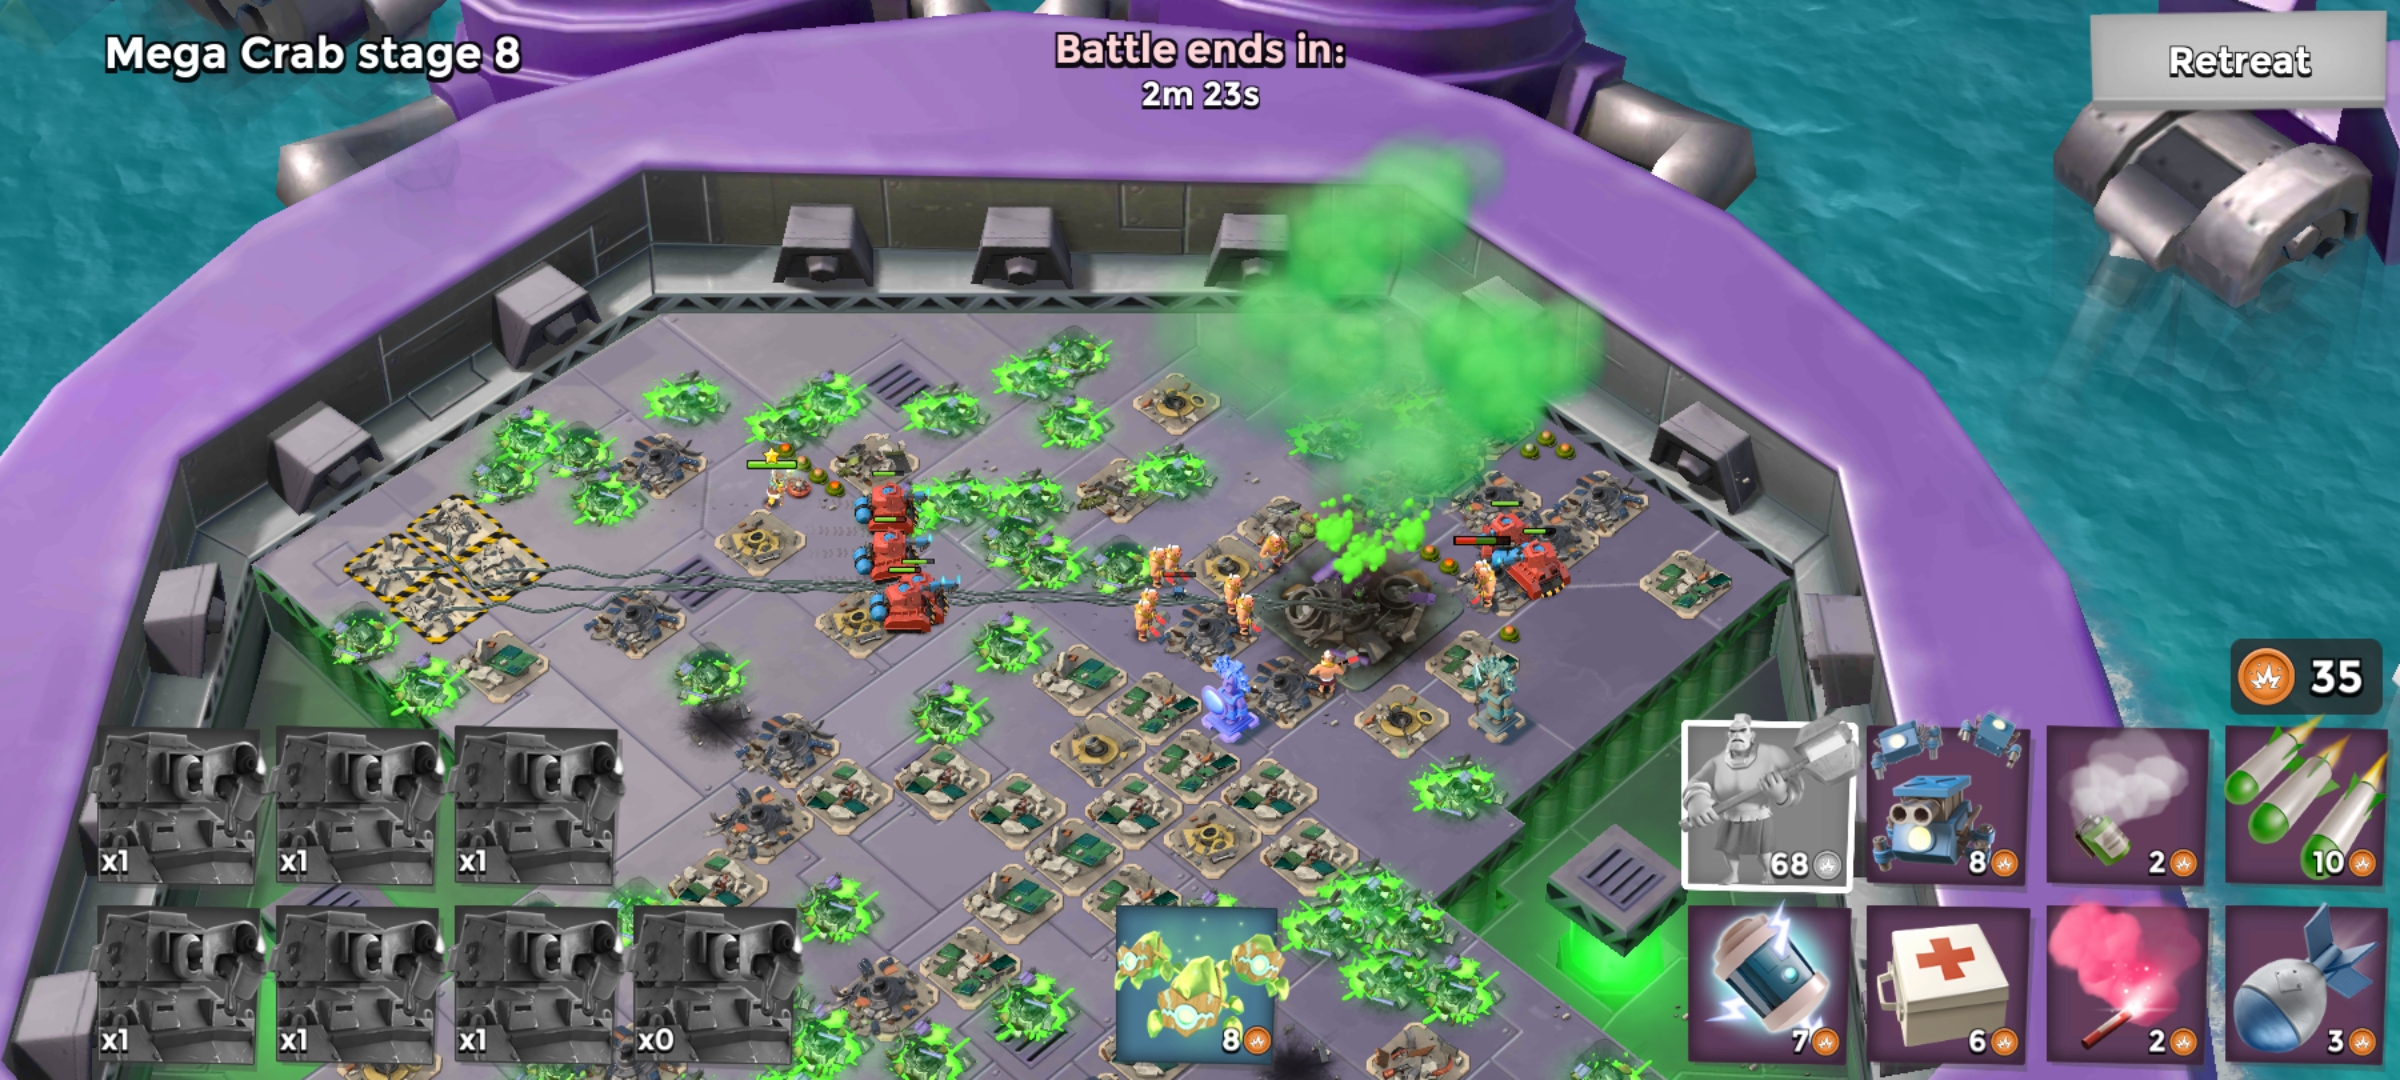 Mega Crab stage 8
Battle ends in:
2m 23s
Retreat
35
x1
x1
x1
68
8
2
10
x1
x1
x1
x0
8
7
6
2
3